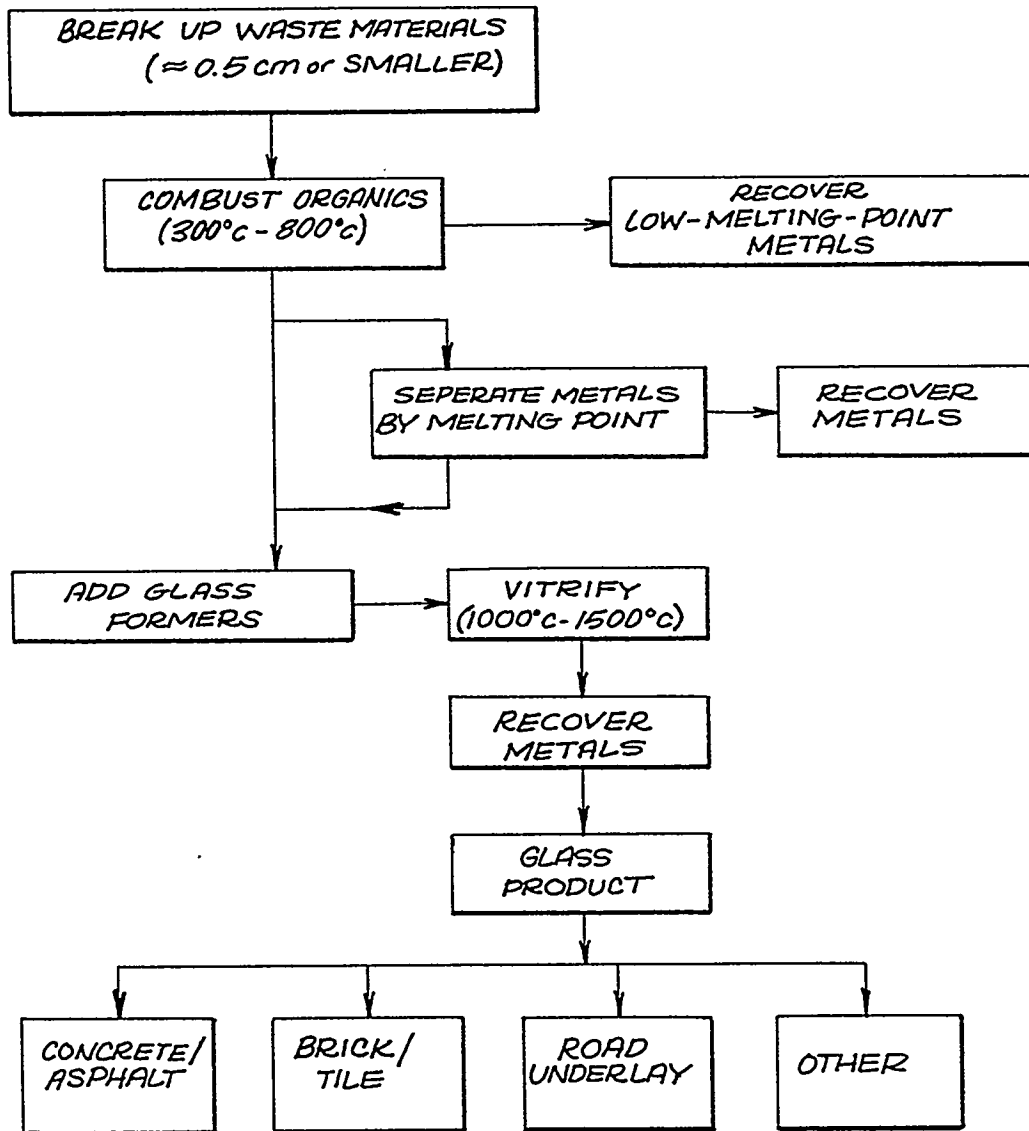 BREAK UP WASTE MATERIALS
(≈ 0.5 cm or SMALLER)
COMBUST ORGANICS
(300°c - 800°c)
RECOVER
LOW-MELTING-POINT
METALS
SEPERATE METALS
BY MELTING POINT
RECOVER
METALS
ADD GLASS
FORMERS
VITRIFY
(1000°c - 1500°c)
RECOVER
METALS
GLASS
PRODUCT
CONCRETE/
ASPHALT
BRICK/
TILE
ROAD
UNDERLAY
OTHER